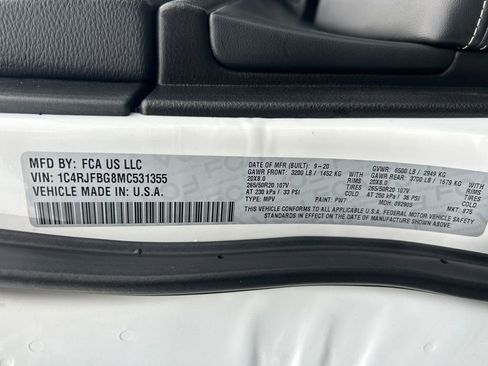 MFD BY: FCA US LLC
VIN: 1C4RJFBG8MC531355
VEHICLE MADE IN: U.S.A.
DATE OF MFR (BUILT): 9-20 GVWR: 6500 LB / 2949 KG
GAWR FRONT: 3200 LB / 1452 KG WITH GAWR REAR: 3700 LB / 1679 KG WITH
20X8.0 RIMS 20X8.0 RIMS
265/50R20 107V TIRES 265/50R20 107V TIRES
AT 230 kPa / 33 PSI COLD AT 250 kPa / 36 PSI COLD
TYPE: MPV PAINT: PW7 MDH: 092905 MKT: 875
THIS VEHICLE CONFORMS TO ALL APPLICABLE U.S.A. FEDERAL MOTOR VEHICLE SAFETY
STANDARDS IN EFFECT ON THE DATE OF MANUFACTURE SHOWN ABOVE.